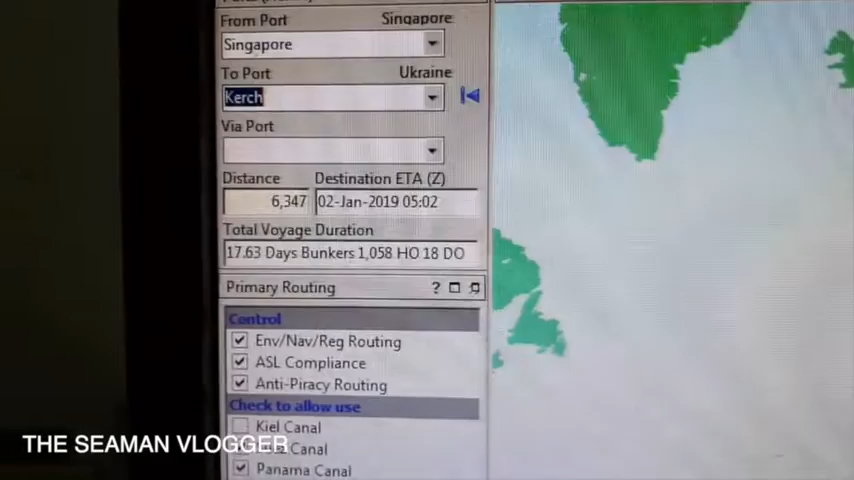 From Port Singapore
Singapore
To Port Ukraine
Kerch
Via Port
Distance Destination ETA (Z)
6,347 02-Jan-2019 05:02
Total Voyage Duration
17.63 Days Bunkers 1,058 HO 18 DO
Primary Routing ?
Control
Env/Nav/Reg Routing
ASL Compliance
Anti-Piracy Routing
Check to allow use
Kiel Canal
Canal
Panama Canal
THE SEAMAN VLOGGER